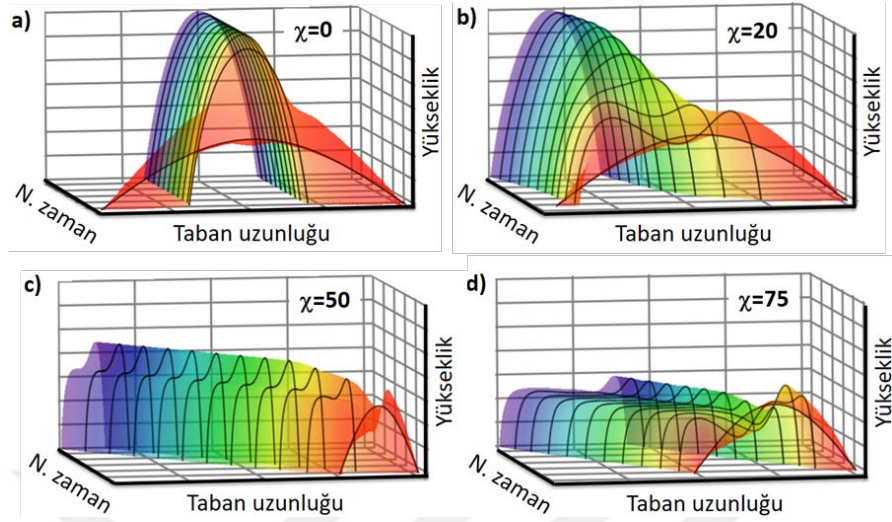 a)
χ=0
Yükseklik
N. zaman
Taban uzunluğu
b)
χ=20
Yükseklik
N. zaman
Taban uzunluğu
c)
χ=50
Yükseklik
N. zaman
Taban uzunluğu
d)
χ=75
Yükseklik
N. zaman
Taban uzunluğu